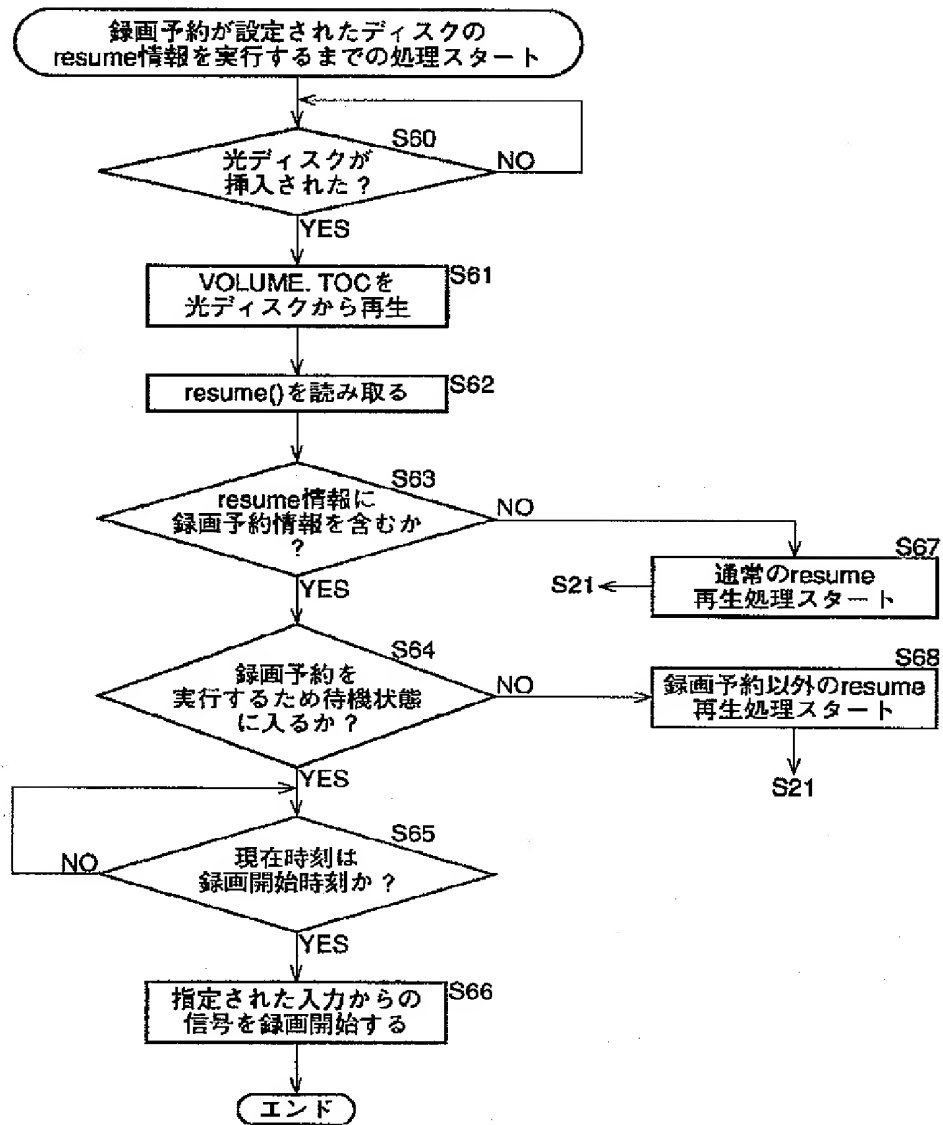 録画予約が設定されたディスクの
resume情報を実行するまでの処理スタート
S60
光ディスクが
挿入された?
NO
YES
S61
VOLUME. TOCを
光ディスクから再生
S62
resume()を読み取る
S63
resume情報に
録画予約情報を含むか
?
NO
YES
S67
通常のresume
再生処理スタート
S21
S64
録画予約を
実行するため待機状態
に入るか?
NO
YES
S68
録画予約以外のresume
再生処理スタート
S21
S65
現在時刻は
録画開始時刻か?
NO
YES
S66
指定された入力からの
信号を録画開始する
エンド